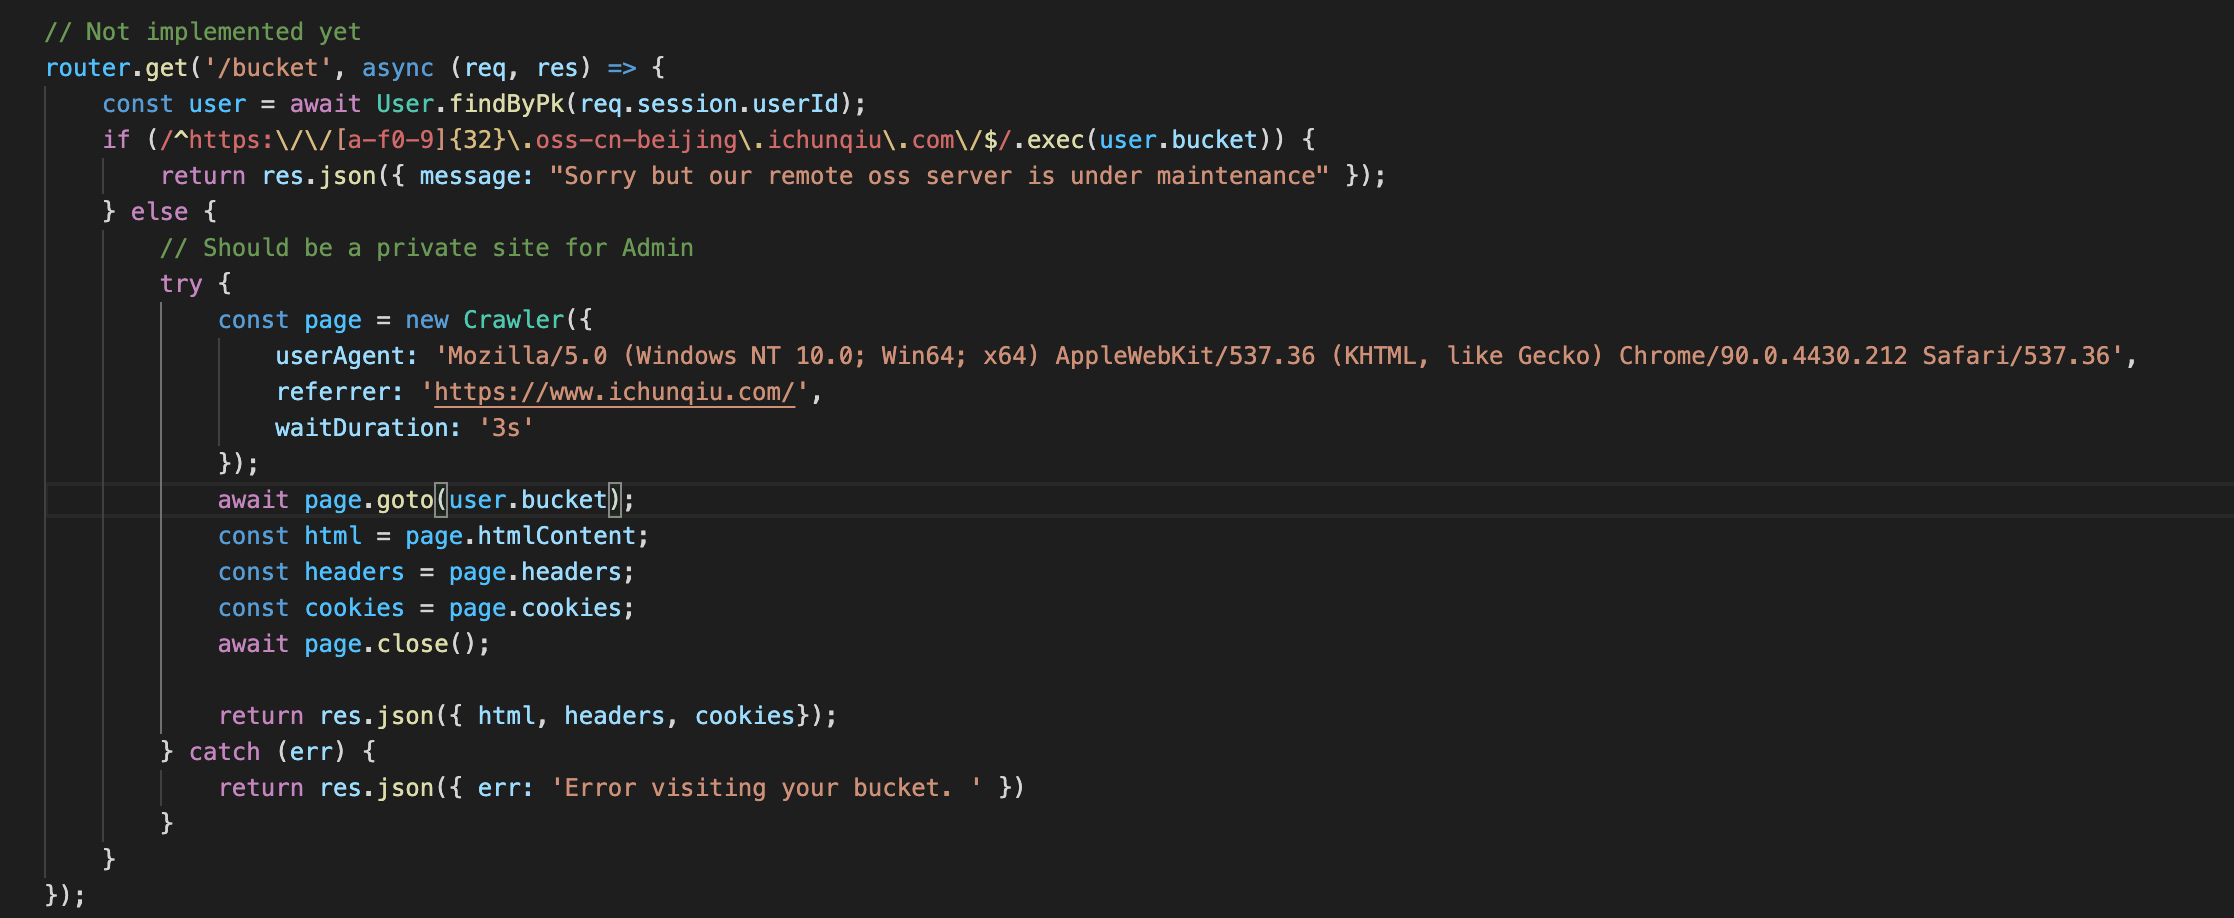 // Not implemented yet
router.get('/bucket', async (req, res) => {
    const user = await User.findByPk(req.session.userId);
    if (/^https:\/\/[a-f0-9]{32}\.oss-cn-beijing\.ichunqiu\.com\/$/.exec(user.bucket)) {
        return res.json({ message: "Sorry but our remote oss server is under maintenance" });
    } else {
        // Should be a private site for Admin
        try {
            const page = new Crawler({
                userAgent: 'Mozilla/5.0 (Windows NT 10.0; Win64; x64) AppleWebKit/537.36 (KHTML, like Gecko) Chrome/90.0.4430.212 Safari/537.36',
                referrer: 'https://www.ichunqiu.com/',
                waitDuration: '3s'
            });
            await page.goto(user.bucket);
            const html = page.htmlContent;
            const headers = page.headers;
            const cookies = page.cookies;
            await page.close();

            return res.json({ html, headers, cookies});
        } catch (err) {
            return res.json({ err: 'Error visiting your bucket. ' })
        }
    }
});